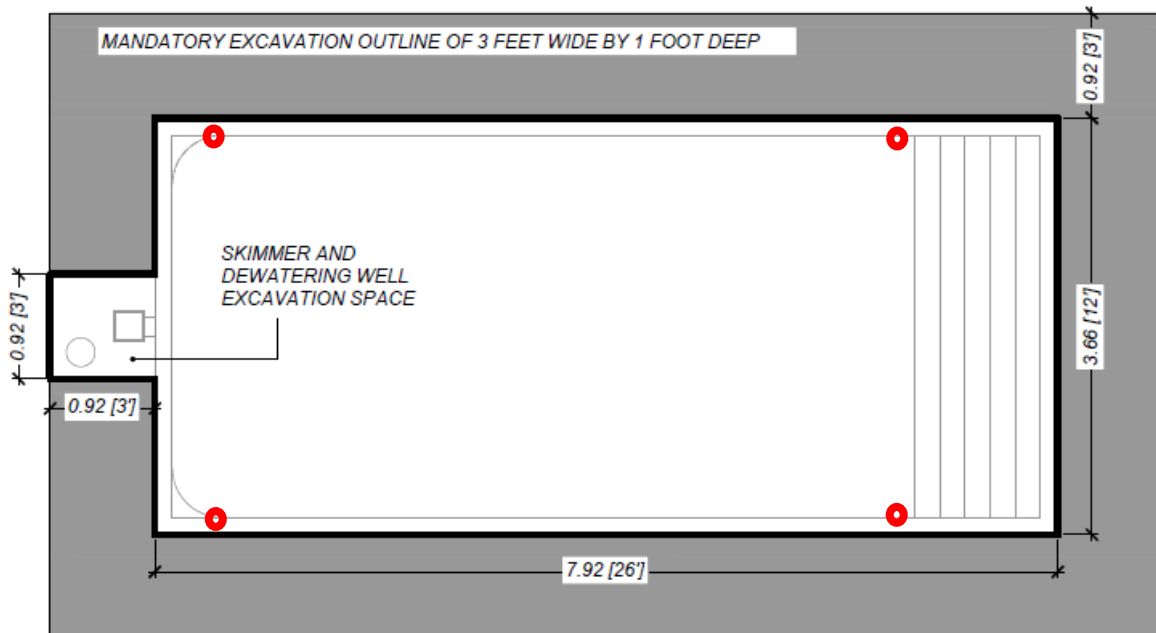 MANDATORY EXCAVATION OUTLINE OF 3 FEET WIDE BY 1 FOOT DEEP
0.92 [3']
SKIMMER AND
DEWATERING WELL
EXCAVATION SPACE
0.92 [3']
3.66 [12']
0.92 [3']
7.92 [26']